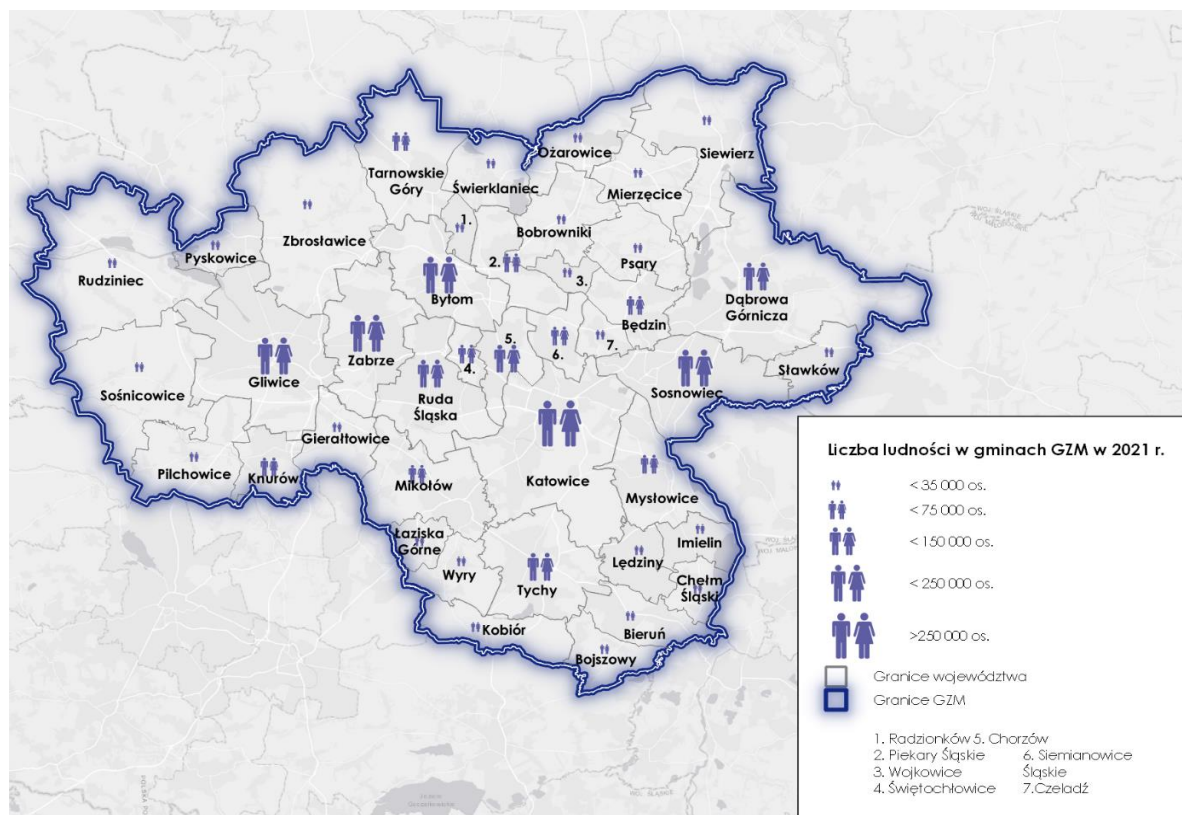 Tarnowskie
Góry
Świerklaniec
Ożarowice
Siewierz
Mierzęcice
1.
Zbrosławice
Bobrowniki
Pyskowice
2.
Psary
Rudziniec
3.
Bytom
Dąbrowa
Górnicza
Będzin
5.
6.
7.
Zabrze
4.
Sławków
Gliwice
Sosnowiec
Sośnicowice
Ruda
Śląska
Gierałtowice
Pilchowice
Knurów
Mikołów
Katowice
Mysłowice
Łaziska
Górne
Imielin
Wyry
Lędziny
Tychy
Chełm
Śląski
Kobiór
Bieruń
Bojszowy
Liczba ludności w gminach GZM w 2021 r.
< 35 000 os.
< 75 000 os.
< 150 000 os.
< 250 000 os.
>250 000 os.
Granice województwa
Granice GZM
1. Radzionków 5. Chorzów
2. Piekary Śląskie 6. Siemianowice
3. Wojkowice Śląskie
4. Świętochłowice 7.Czeladź